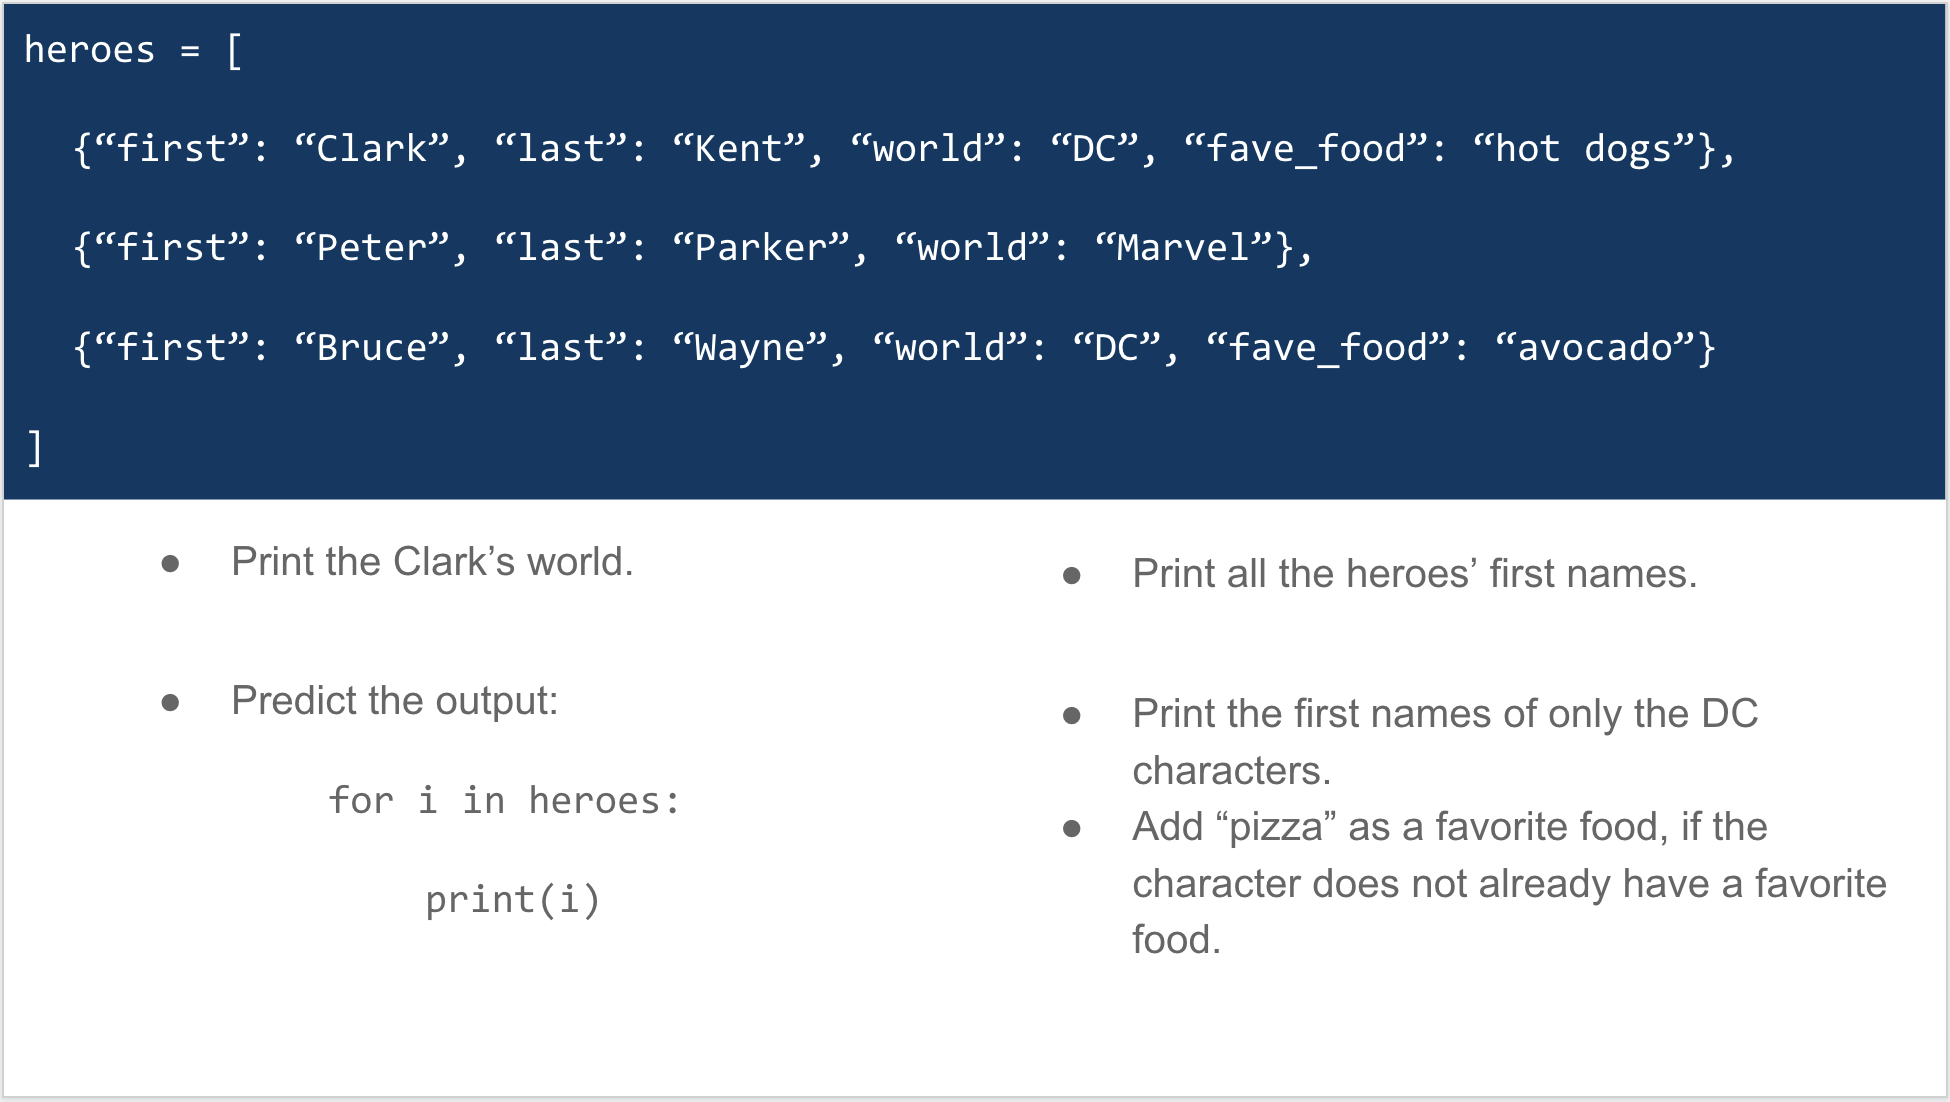 heroes = [
{“first”: “Clark”, “last”: “Kent”, “world”: “DC”, “fave_food”: “hot dogs”},
{“first”: “Peter”, “last”: “Parker”, “world”: “Marvel”},
{“first”: “Bruce”, “last”: “Wayne”, “world”: “DC”, “fave_food”: “avocado”}
]
● Print the Clark’s world.
● Predict the output:
for i in heroes:
print(i)
● Print all the heroes’ first names.
● Print the first names of only the DC
characters.
● Add “pizza” as a favorite food, if the
character does not already have a favorite
food.